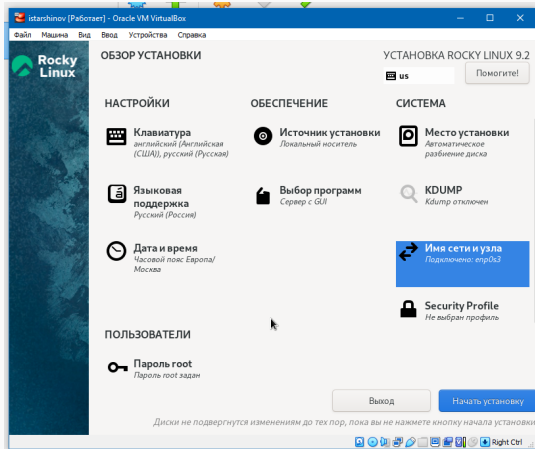 istarshinov [Работает] - Oracle VM VirtualBox
Файл Машина Вид Ввод Устройства Справка
Rocky
Linux
ОБЗОР УСТАНОВКИ
УСТАНОВКА ROCKY LINUX 9.2
us
Помогите!
НАСТРОЙКИ
Клавиатура
английский (Английская
(США)), русский (Русская)
Языковая
поддержка
Русский (Россия)
Дата и время
Часовой пояс Европа/
Москва
ОБЕСПЕЧЕНИЕ
Источник установки
Локальный носитель
Выбор программ
Сервер с GUI
СИСТЕМА
Место установки
Автоматическое
разбиение диска
KDUMP
Kdump отключен
Имя сети и узла
Подключено: enp0s3
Security Profile
Не выбран профиль
ПОЛЬЗОВАТЕЛИ
Пароль root
Пароль root задан
Выход
Начать установку
Диски не подвергнутся изменениям до тех пор, пока вы не нажмете кнопку начала установки
Right Ctrl